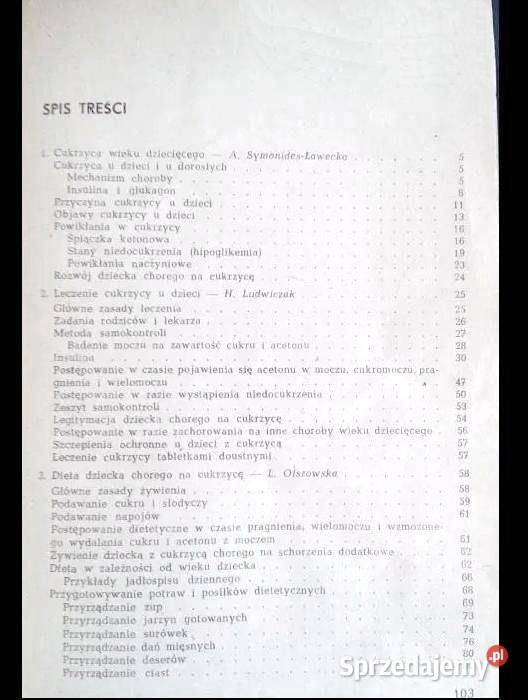 SPIS TREŚCI
1. Cukrzyca wieku dziecięcego — A. Symonides-Ławecka . . . . . 5
Cukrzyca u dzieci i u dorosłych . . . . . 5
Mechanizm choroby . . . . . 5
Insulina i glukagon . . . . . 8
Przyczyna cukrzycy u dzieci . . . . . 11
Objawy cukrzycy u dzieci . . . . . 13
Powikłania w cukrzycy . . . . . 16
Śpiączka ketonowa . . . . . 16
Stany niedocukrzenia (hipoglikemia) . . . . . 19
Powikłania naczyniowe . . . . . 23
Rozwój dziecka chorego na cukrzycę . . . . . 24
2. Leczenie cukrzycy u dzieci — H. Ludwiczak . . . . . 25
Główne zasady leczenia . . . . . 25
Zadania rodziców i lekarza . . . . . 26
Metoda samokontroli . . . . . 27
Badanie moczu na zawartość cukru i acetonu . . . . . 28
Insulina . . . . . 30
Postępowanie w czasie pojawienia się acetonu w moczu, cukromoczu, pra-
gnienia i wielomoczu . . . . . 47
Postępowanie w razie wystąpienia niedocukrzenia . . . . . 50
Zeszyt samokontroli . . . . . 53
Legitymacja dziecka chorego na cukrzycę . . . . . 54
Postępowanie w razie zachorowania na inne choroby wieku dziecięcego . 56
Szczepienia ochronne u dzieci z cukrzycą . . . . . 57
Leczenie cukrzycy tabletkami doustnymi . . . . . 57
3. Dieta dziecka chorego na cukrzycę — L. Olszowska . . . . . 58
Główne zasady żywienia . . . . . 58
Podawanie cukru i słodyczy . . . . . 59
Podawanie napojów . . . . . 61
Postępowanie dietetyczne w czasie pragnienia, wielomoczu i wzmożone-
go wydalania cukru i acetonu z moczem . . . . . 61
Żywienie dziecka z cukrzycą chorego na schorzenia dodatkowe . . 62
Dieta w zależności od wieku dziecka . . . . . 62
Przykłady jadłospisu dziennego . . . . . 66
Przygotowywanie potraw i posiłków dietetycznych . . . . . 68
Przyrządzanie zup . . . . . 69
Przyrządzanie jarzyn gotowanych . . . . . 73
Przyrządzanie surówek . . . . . 74
Przyrządzanie dań mięsnych . . . . . 76
Przyrządzanie deserów . . . . . 80
Przyrządzanie ciast
103
Sprzedajemy.pl